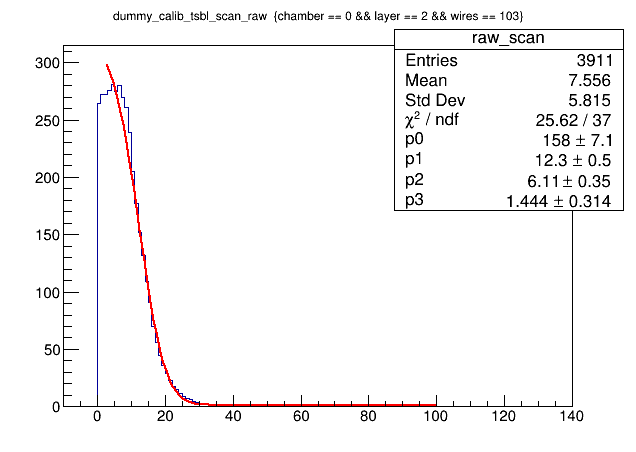 dummy_calib_tsbl_scan_raw {chamber == 0 && layer == 2 && wires == 103}
raw_scan
Entries 3911
Mean 7.556
Std Dev 5.815
χ² / ndf 25.62 / 37
p0 158 ± 7.1
p1 12.3 ± 0.5
p2 6.11 ± 0.35
p3 1.444 ± 0.314
300
250
200
150
100
50
0
0 20 40 60 80 100 120 140